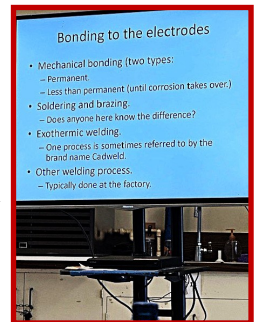 Bonding to the electrodes
• Mechanical bonding (two types:
– Permanent.
– Less than permanent (until corrosion takes over.)
• Soldering and brazing.
– Does anyone here know the difference?
• Exothermic welding.
– One process is sometimes referred to by the
brand name Cadweld.
• Other welding process.
– Typically done at the factory.